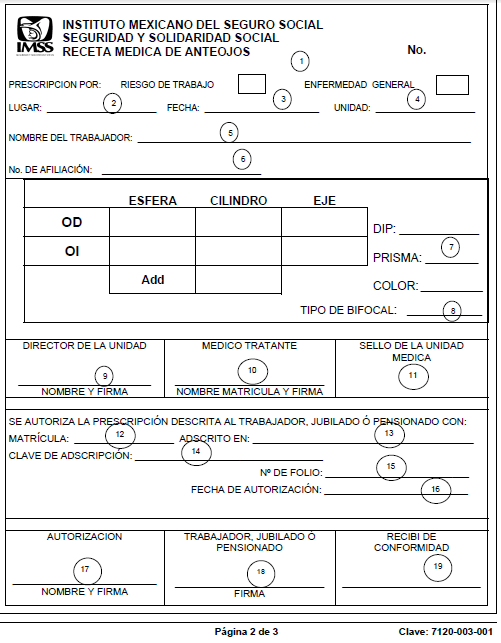 INSTITUTO MEXICANO DEL SEGURO SOCIAL
SEGURIDAD Y SOLIDARIDAD SOCIAL
IMSS
RECETA MEDICA DE ANTEOJOS No.
1
PRESCRIPCION POR: RIESGO DE TRABAJO ENFERMEDAD GENERAL
LUGAR: 2 FECHA: 3 UNIDAD: 4
NOMBRE DEL TRABAJADOR: 5
No. DE AFILIACIÓN: 6
ESFERA CILINDRO EJE
OD
DIP:
OI
7
PRISMA:
Add
COLOR:
TIPO DE BIFOCAL: 8
DIRECTOR DE LA UNIDAD MEDICO TRATANTE SELLO DE LA UNIDAD MEDICA
9 10 11
NOMBRE Y FIRMA NOMBRE MATRICULA Y FIRMA
SE AUTORIZA LA PRESCRIPCIÓN DESCRITA AL TRABAJADOR, JUBILADO Ó PENSIONADO CON:
MATRÍCULA: 12 ADSCRITO EN: 13
CLAVE DE ADSCRIPCIÓN: 14
Nº DE FOLIO: 15
FECHA DE AUTORIZACIÓN: 16
AUTORIZACION TRABAJADOR, JUBILADO Ó PENSIONADO RECIBI DE CONFORMIDAD
17 18 19
NOMBRE Y FIRMA FIRMA
Página 2 de 3 Clave: 7120-003-001